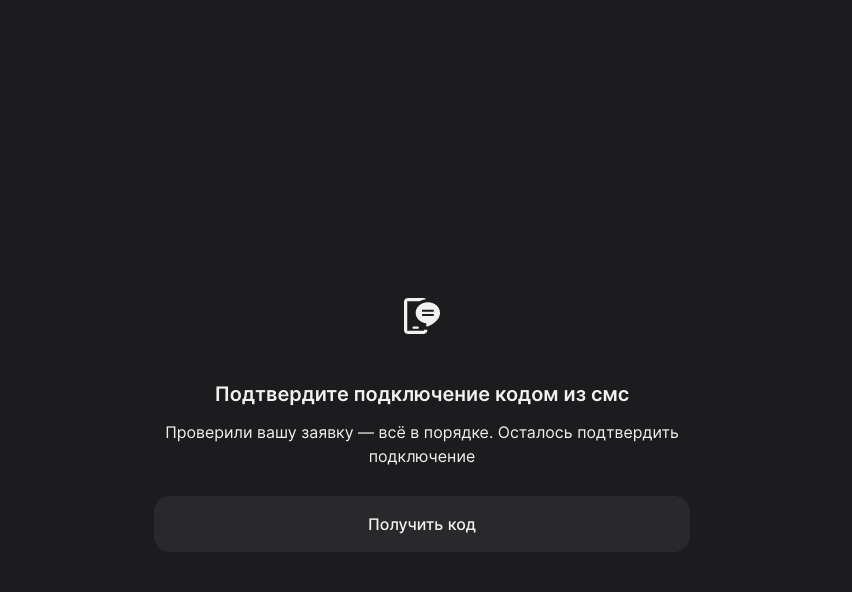 Подтвердите подключение кодом из смс
Проверили вашу заявку — всё в порядке. Осталось подтвердить
подключение
Получить код